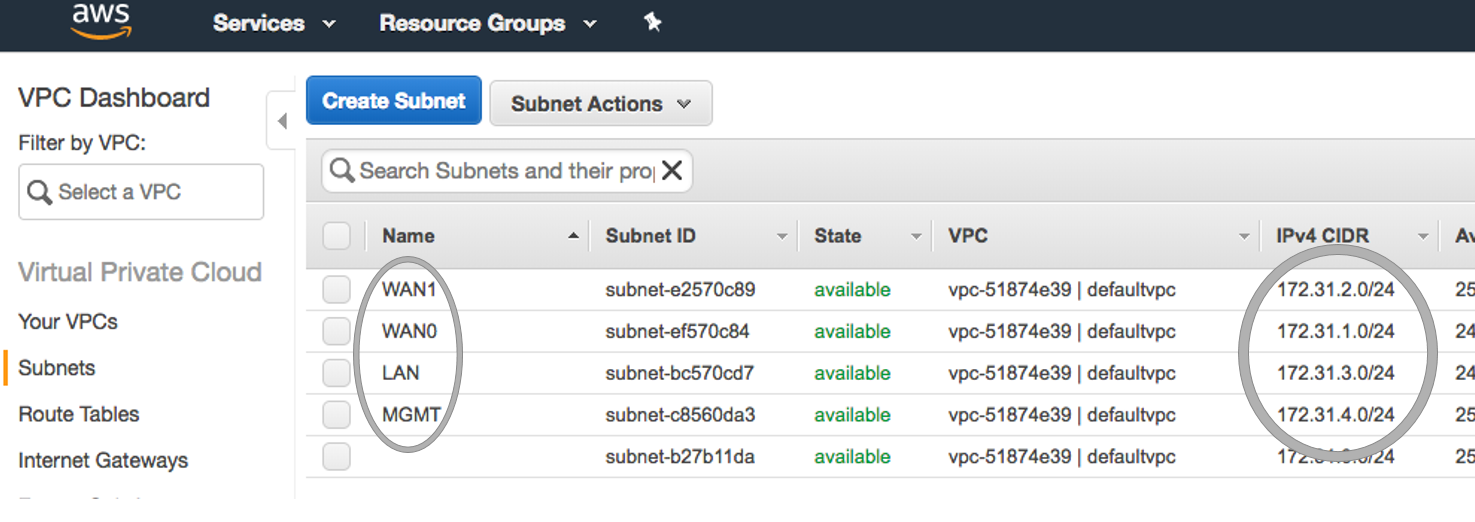 aws Services Resource Groups
VPC Dashboard
Filter by VPC:
Select a VPC
Virtual Private Cloud
Your VPCs
Subnets
Route Tables
Internet Gateways
Create Subnet Subnet Actions
Search Subnets and their pro
Name Subnet ID State VPC IPv4 CIDR Av
WAN1 subnet-e2570c89 available vpc-51874e39 | defaultvpc 172.31.2.0/24 25
WAN0 subnet-ef570c84 available vpc-51874e39 | defaultvpc 172.31.1.0/24 24
LAN subnet-bc570cd7 available vpc-51874e39 | defaultvpc 172.31.3.0/24 24
MGMT subnet-c8560da3 available vpc-51874e39 | defaultvpc 172.31.4.0/24 25
subnet-b27b11da available vpc-51874e39 | defaultvpc 25